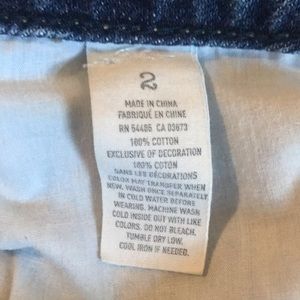 2
MADE IN CHINA
FABRIQUÉ EN CHINE
RN 54485 CA 03673
100% COTTON
EXCLUSIVE OF DECORATION
100% COTON
SANS LES DÉCORATIONS
COLOR MAY TRANSFER WHEN
NEW. WASH ONCE SEPARATELY
IN COLD WATER BEFORE
WEARING. MACHINE WASH
COLD INSIDE OUT WITH LIKE
COLORS. DO NOT BLEACH.
TUMBLE DRY LOW.
COOL IRON IF NEEDED.